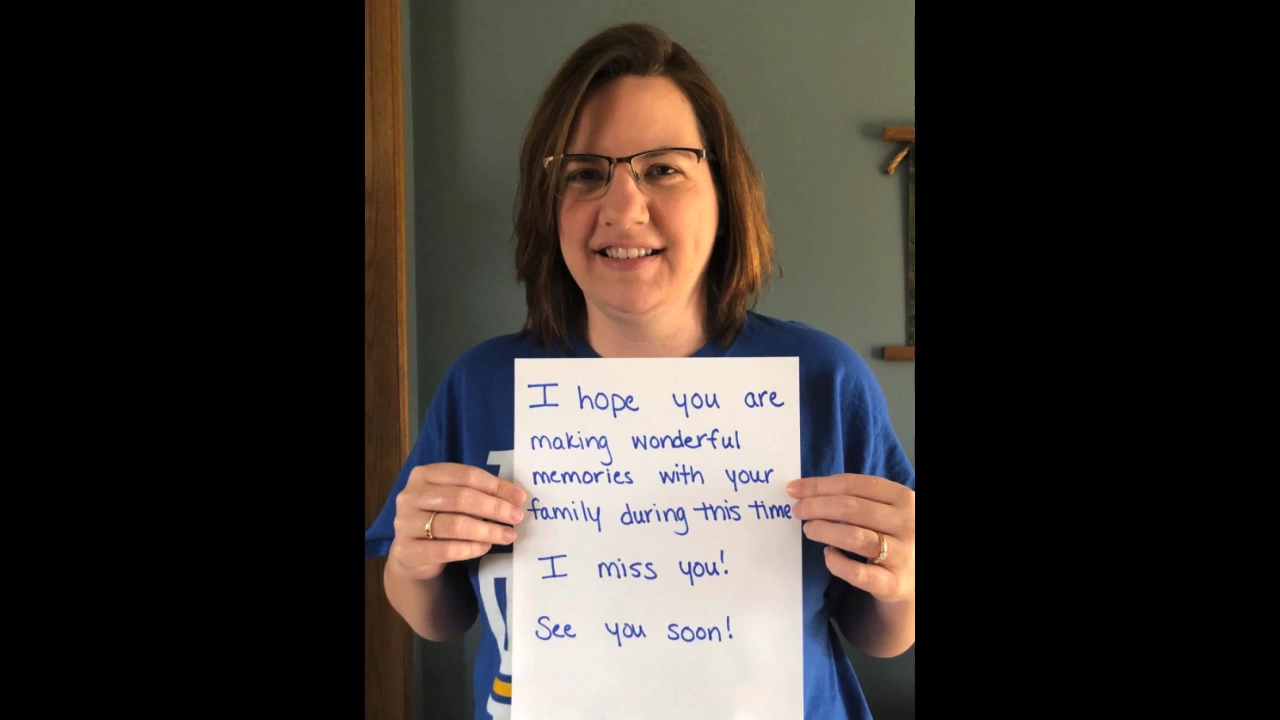 I hope you are
making wonderful
memories with your
family during this time
I miss you!
See you soon!